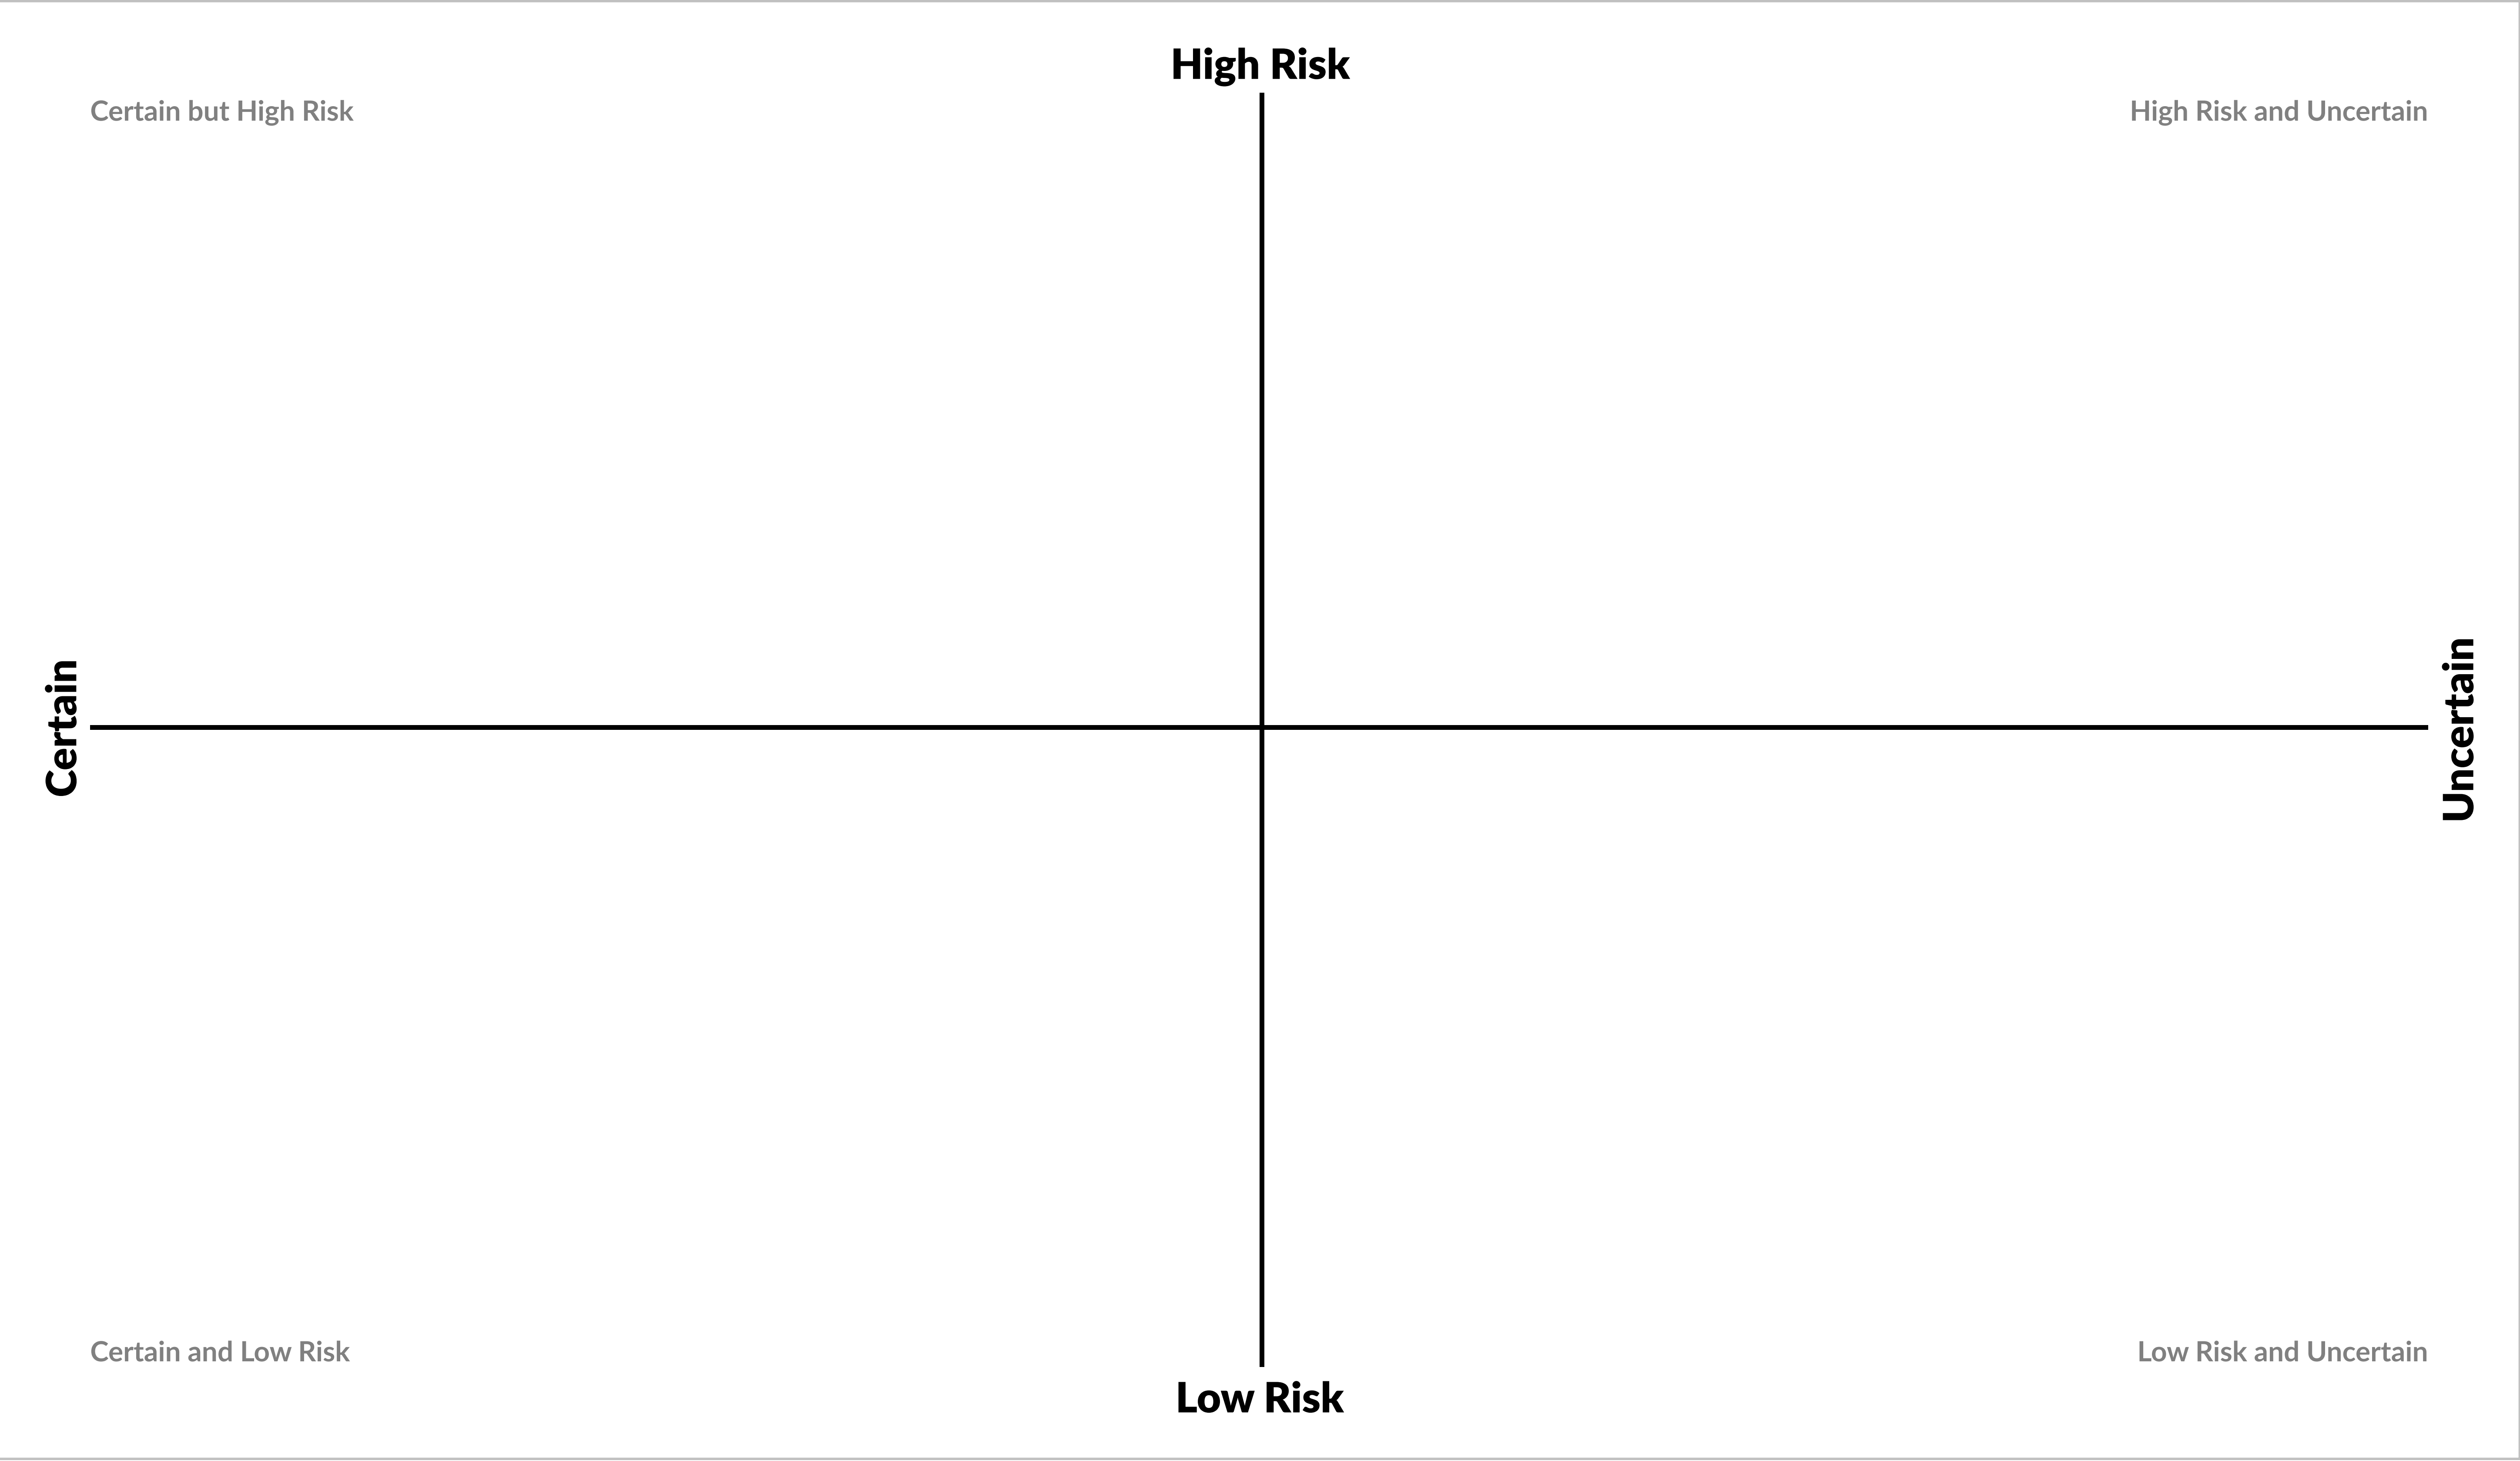 High Risk
Certain but High Risk
High Risk and Uncertain
Certain
Uncertain
Certain and Low Risk
Low Risk and Uncertain
Low Risk